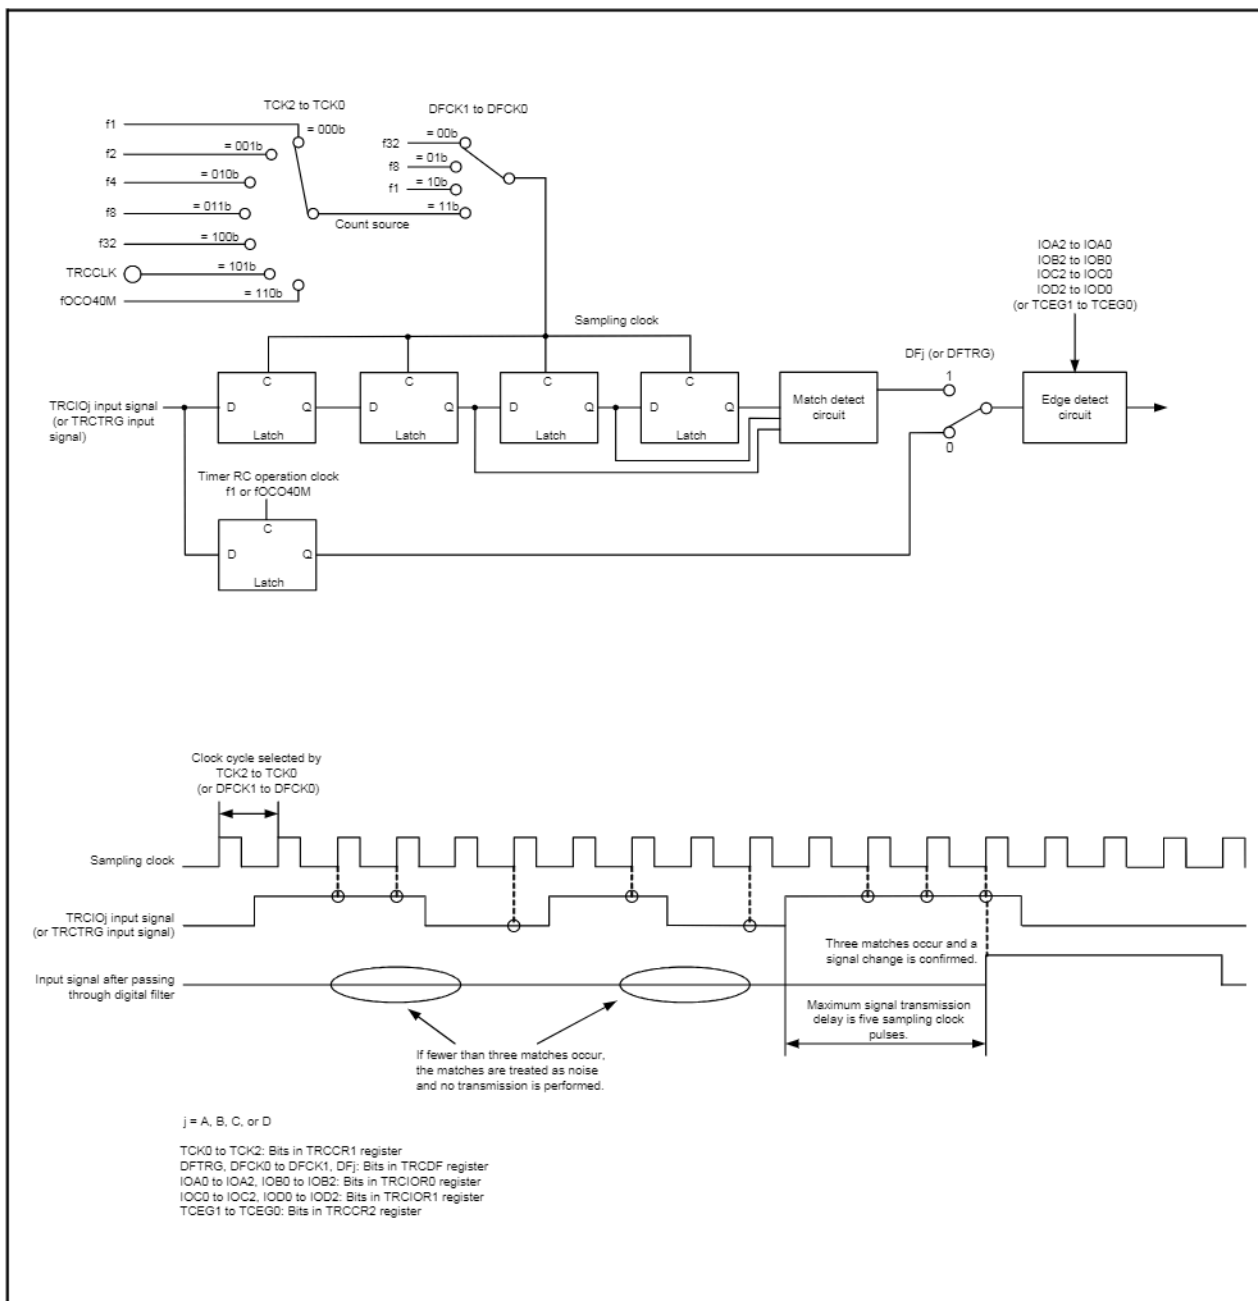 TCK2 to TCK0
DFCK1 to DFCK0
f1
= 000b
f2
= 001b
f4
= 010b
f8
= 011b
f32
= 100b
TRCCLK
= 101b
fOCO40M
= 110b
f32
= 00b
f8
= 01b
f1
= 10b
= 11b
Count source
IOA2 to IOA0
IOB2 to IOB0
IOC2 to IOC0
IOD2 to IOD0
(or TCEG1 to TCEG0)
Sampling clock
DFj (or DFTRG)
TRCIOj input signal
(or TRCTRG input
signal)
C
D
Q
Latch
C
D
Q
Latch
C
D
Q
Latch
C
D
Q
Latch
Match detect
circuit
1
0
Edge detect
circuit
Timer RC operation clock
f1 or fOCO40M
C
D
Q
Latch
Clock cycle selected by
TCK2 to TCK0
(or DFCK1 to DFCK0)
Sampling clock
TRCIOj input signal
(or TRCTRG input signal)
Three matches occur and a
signal change is confirmed.
Input signal after passing
through digital filter
Maximum signal transmission
delay is five sampling clock
pulses.
If fewer than three matches occur,
the matches are treated as noise
and no transmission is performed.
j = A, B, C, or D
TCK0 to TCK2: Bits in TRCCR1 register
DFTRG, DFCK0 to DFCK1, DFj: Bits in TRCDF register
IOA0 to IOA2, IOB0 to IOB2: Bits in TRCIOR0 register
IOC0 to IOC2, IOD0 to IOD2: Bits in TRCIOR1 register
TCEG1 to TCEG0: Bits in TRCCR2 register